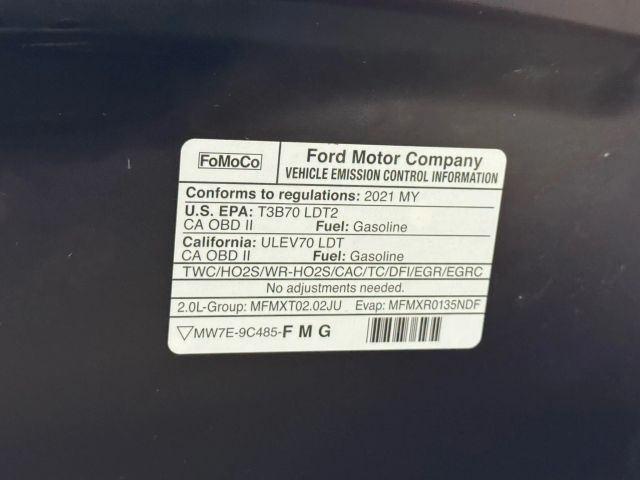 FoMoCo
Ford Motor Company
VEHICLE EMISSION CONTROL INFORMATION
Conforms to regulations: 2021 MY
U.S. EPA: T3B70 LDT2
CA OBD II Fuel: Gasoline
California: ULEV70 LDT
CA OBD II Fuel: Gasoline
TWC/HO2S/WR-HO2S/CAC/TC/DFI/EGR/EGRC
No adjustments needed.
2.0L-Group: MFMXT02.02JU Evap: MFMXR0135NDF
MW7E-9C485-F M G